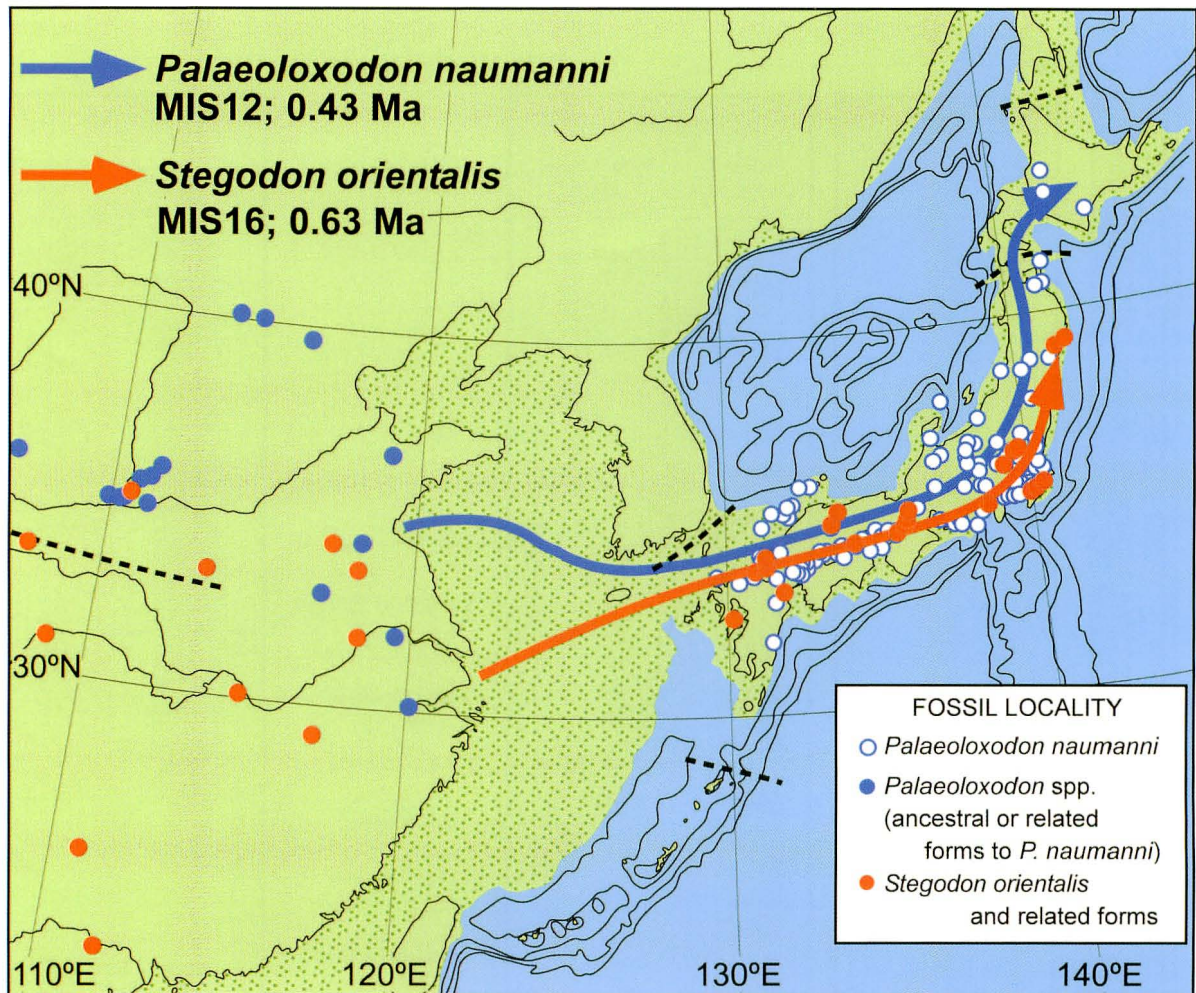 Palaeoloxodon naumanni
MIS12; 0.43 Ma
Stegodon orientalis
MIS16; 0.63 Ma
40ºN
30ºN
FOSSIL LOCALITY
Palaeoloxodon naumanni
Palaeoloxodon spp.
(ancestral or related
forms to P. naumanni)
Stegodon orientalis
and related forms
110ºE
120ºE
130ºE
140ºE